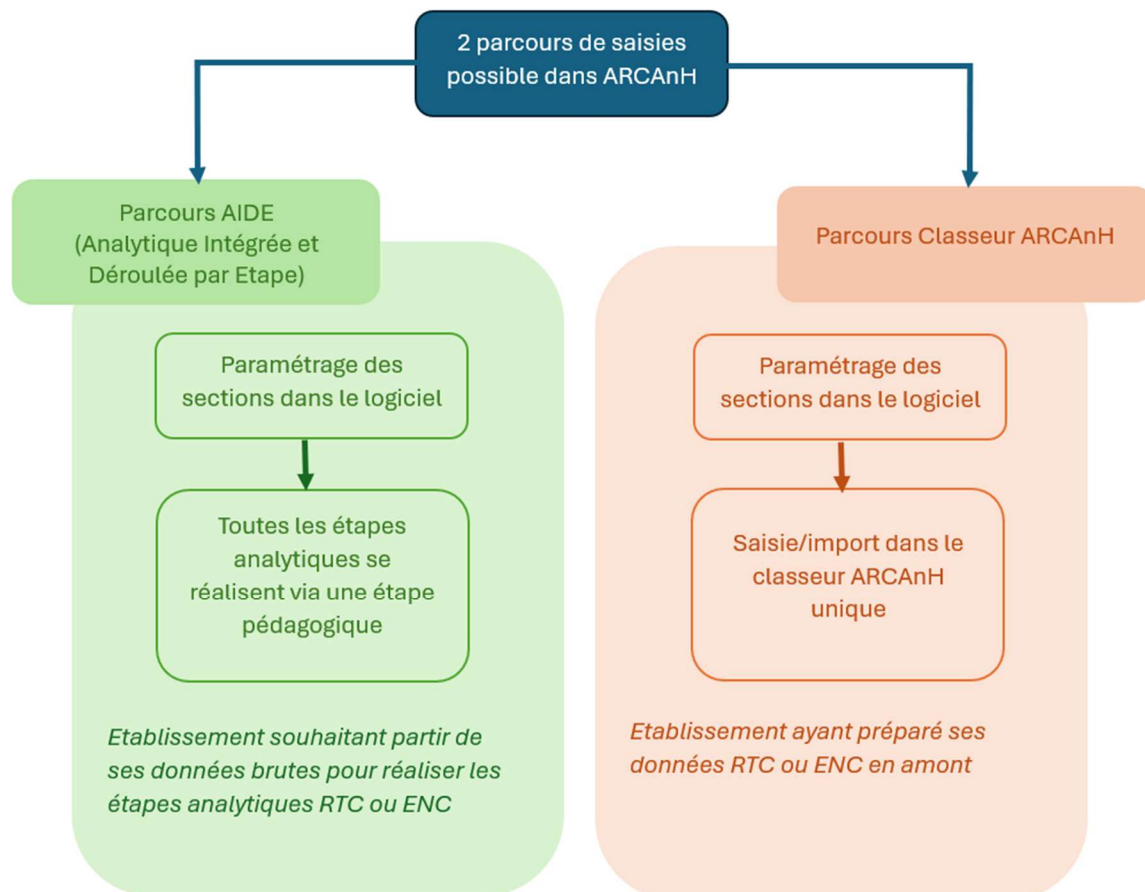 2 parcours de saisies
possible dans ARCAnH
Parcours AIDE
(Analytique Intégrée et
Déroulée par Etape)
Paramétrage des
sections dans le logiciel
Toutes les étapes
analytiques se
réalisent via une étape
pédagogique
Etablissement souhaitant partir de
ses données brutes pour réaliser les
étapes analytiques RTC ou ENC
Parcours Classeur ARCAnH
Paramétrage des
sections dans le logiciel
Saisie/import dans le
classeur ARCAnH
unique
Etablissement ayant préparé ses
données RTC ou ENC en amont